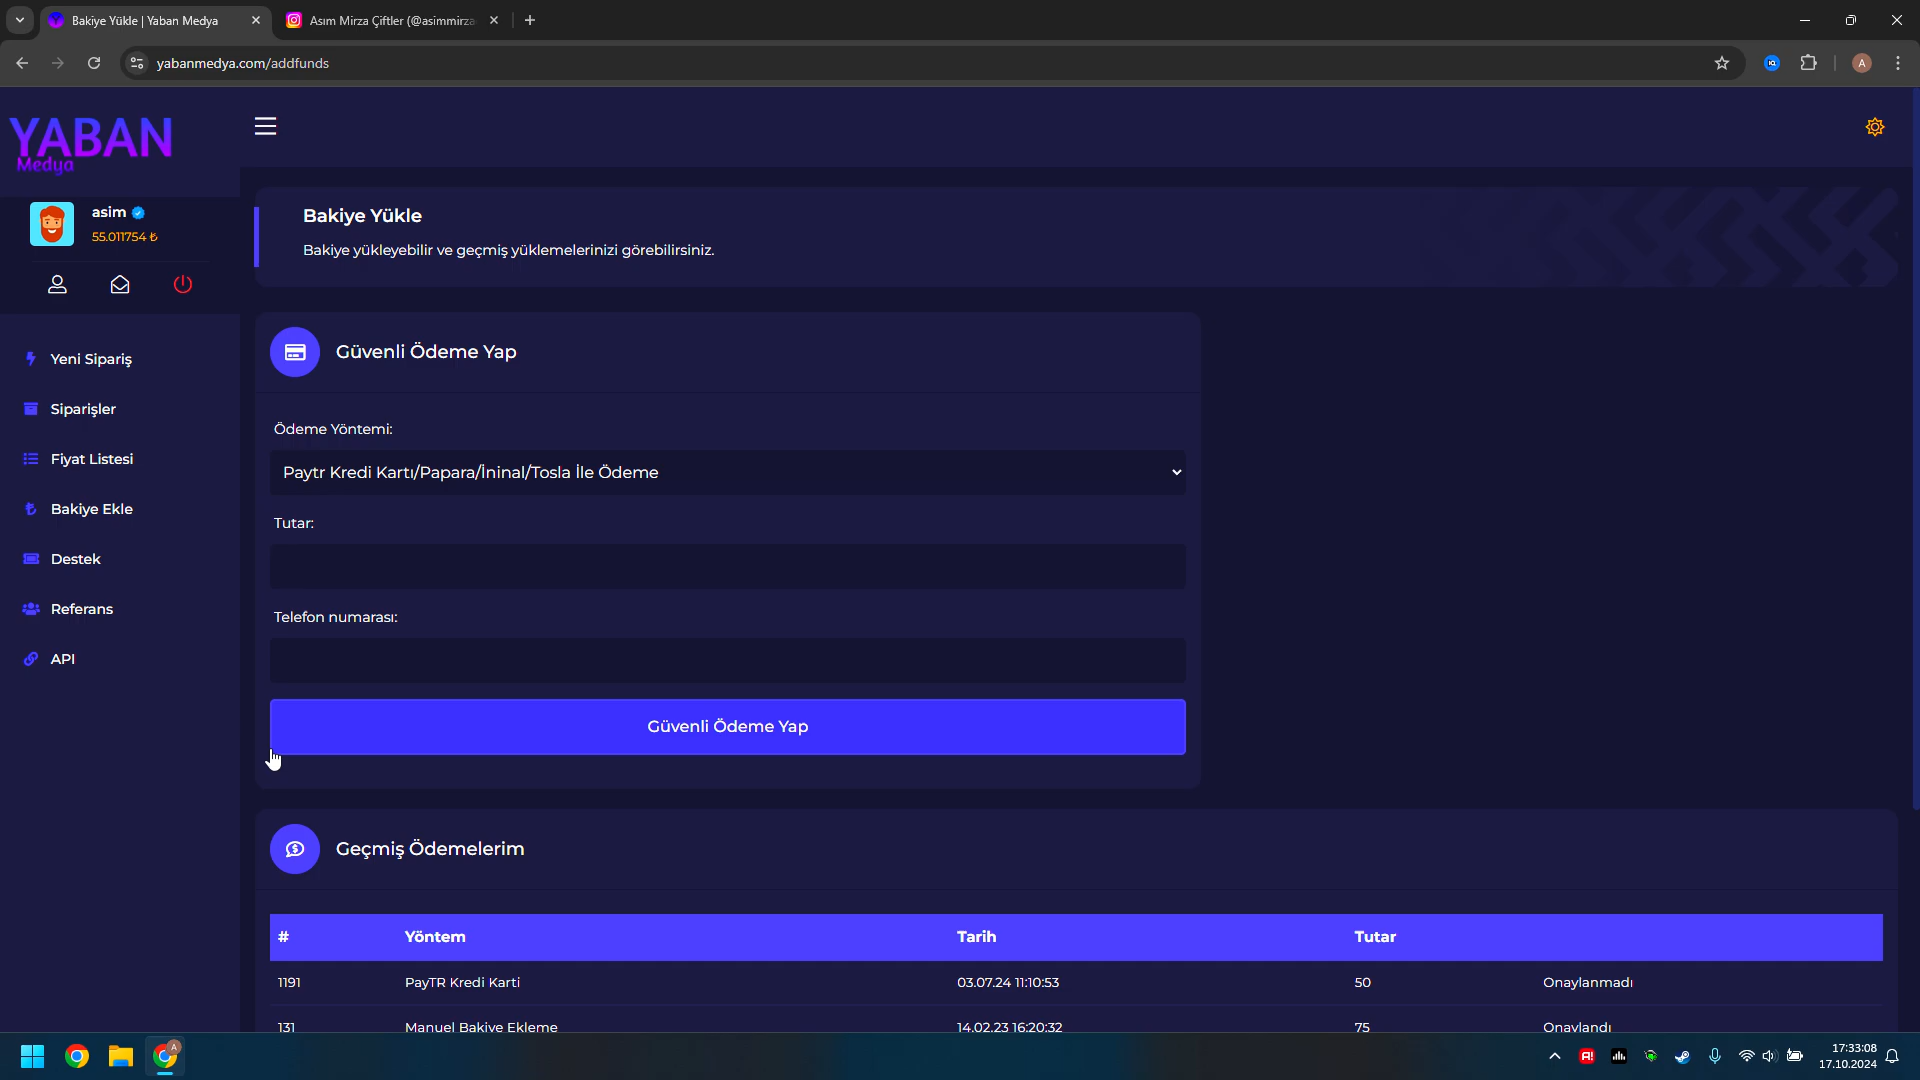 Bakiye Yükle | Yaban Medya
Asım Mirza Çiftler (@asimmirza
yabanmedya.com/addfunds
A
YABAN
Medya
asim
55.011754 ₺
Bakiye Yükle
Bakiye yükleyebilir ve geçmiş yüklemelerinizi görebilirsiniz.
Yeni Sipariş
Siparişler
Fiyat Listesi
Bakiye Ekle
Destek
Referans
API
Güvenli Ödeme Yap
Ödeme Yöntemi:
Paytr Kredi Kartı/Papara/İninal/Tosla İle Ödeme
Tutar:
Telefon numarası:
Güvenli Ödeme Yap
Geçmiş Ödemelerim
# Yöntem Tarih Tutar
1191 PayTR Kredi Karti 03.07.24 11:10:53 50 Onaylanmadı
131 Manuel Bakiye Ekleme 14.02.23 16:20:32 75 Onaylandı
A
17:33:08
17.10.2024